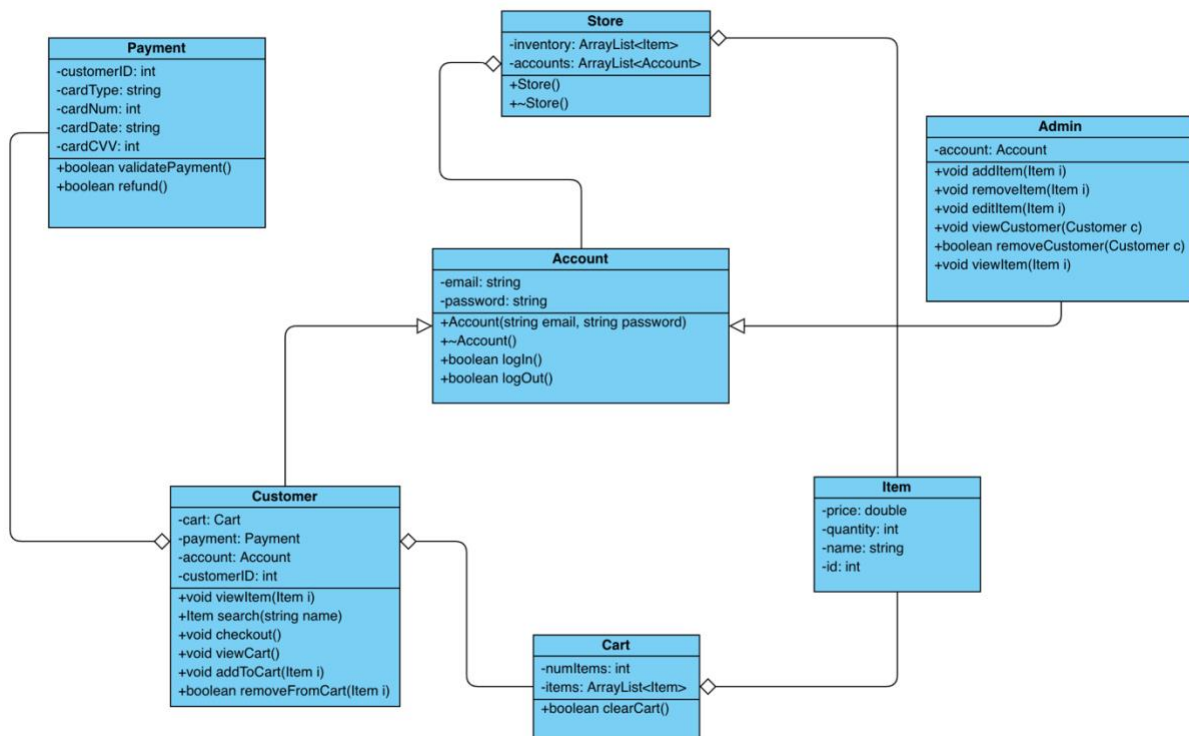 Payment
-customerID: int
-cardType: string
-cardNum: int
-cardDate: string
-cardCVV: int
+boolean validatePayment()
+boolean refund()
Store
-inventory: ArrayList<Item>
-accounts: ArrayList<Account>
+Store()
+~Store()
Admin
-account: Account
+void addItem(Item i)
+void removeItem(Item i)
+void editItem(Item i)
+void viewCustomer(Customer c)
+boolean removeCustomer(Customer c)
+void viewItem(Item i)
Account
-email: string
-password: string
+Account(string email, string password)
+~Account()
+boolean logIn()
+boolean logOut()
Customer
-cart: Cart
-payment: Payment
-account: Account
-customerID: int
+void viewItem(Item i)
+Item search(string name)
+void checkout()
+void viewCart()
+void addToCart(Item i)
+boolean removeFromCart(Item i)
Item
-price: double
-quantity: int
-name: string
-id: int
Cart
-numItems: int
-items: ArrayList<Item>
+boolean clearCart()